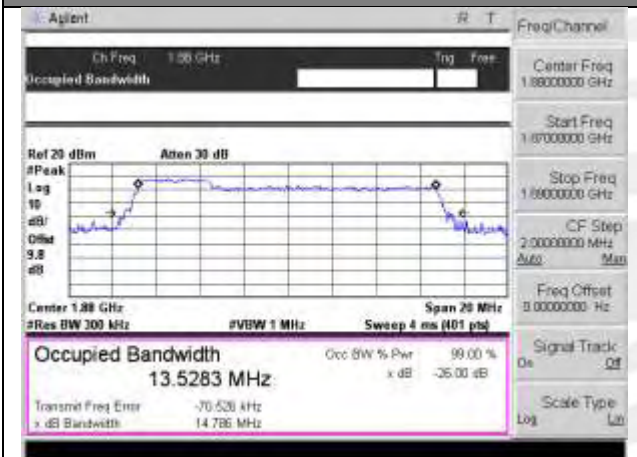 Agilent R T
Ch Freq 1.88 GHz Trig Free
Occupied Bandwidth
Ref 20 dBm Atten 30 dB
#Peak
Log
10
dB/
Offst
9.8
dB
Center 1.88 GHz Span 20 MHz
#Res BW 300 kHz #VBW 1 MHz Sweep 4 ms (401 pts)
Occupied Bandwidth Occ BW % Pwr 99.00 %
13.5283 MHz x dB -26.00 dB
Transmit Freq Error -70.526 kHz
x dB Bandwidth 14.786 MHz
Freq/Channel
Center Freq
1.88000000 GHz
Start Freq
1.87000000 GHz
Stop Freq
1.89000000 GHz
CF Step
2.00000000 MHz
Auto Man
Freq Offset
0.00000000 Hz
Signal Track
On Off
Scale Type
Log Lin